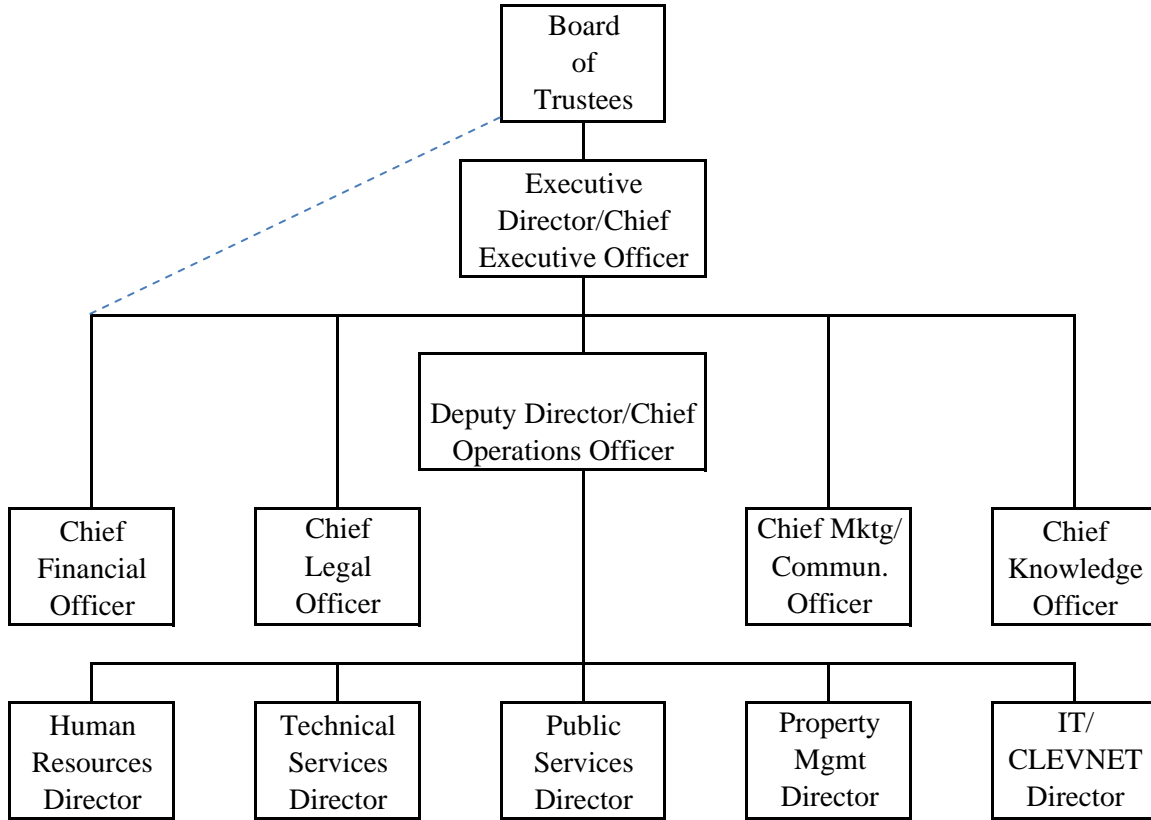 Board
of
Trustees
Executive
Director/Chief
Executive Officer
Deputy Director/Chief
Operations Officer
Chief
Financial
Officer
Chief
Legal
Officer
Chief Mktg/
Commun.
Officer
Chief
Knowledge
Officer
Human
Resources
Director
Technical
Services
Director
Public
Services
Director
Property
Mgmt
Director
IT/
CLEVNET
Director